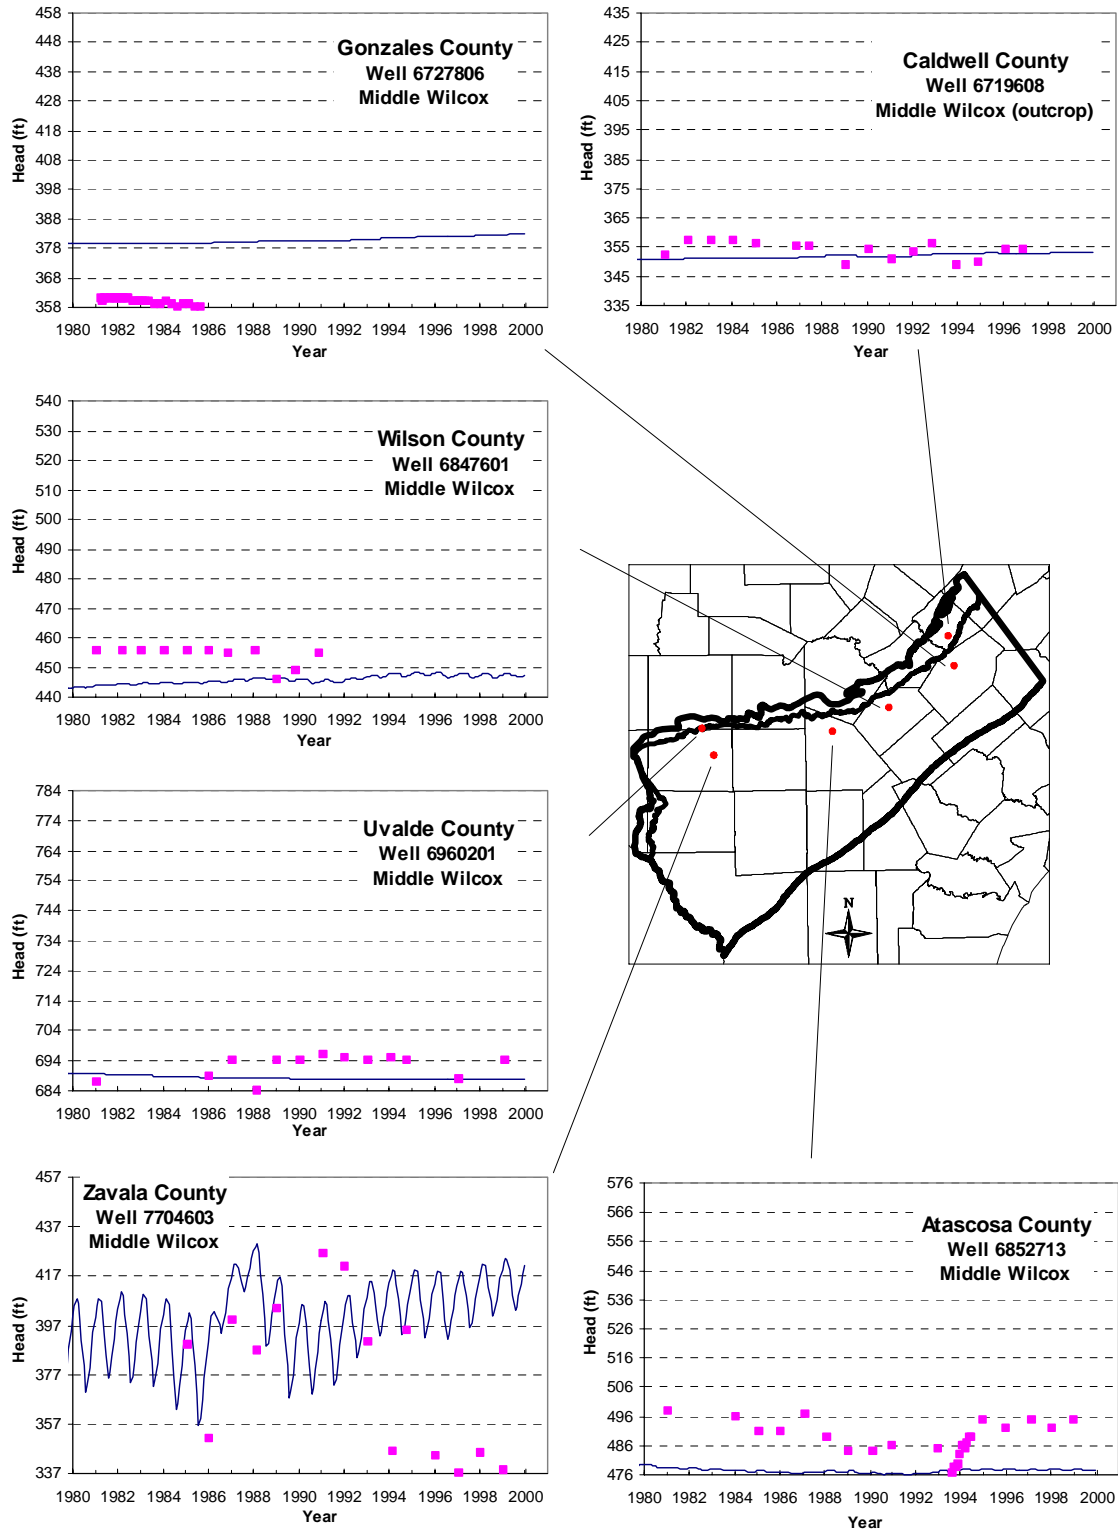 Gonzales County
Well 6727806
Middle Wilcox
Head (ft)
458
448
438
428
418
408
398
388
378
368
358
1980 1982 1984 1986 1988 1990 1992 1994 1996 1998 2000
Year
Caldwell County
Well 6719608
Middle Wilcox (outcrop)
Head (ft)
435
425
415
405
395
385
375
365
355
345
335
1980 1982 1984 1986 1988 1990 1992 1994 1996 1998 2000
Year
Wilson County
Well 6847601
Middle Wilcox
Head (ft)
540
530
520
510
500
490
480
470
460
450
440
1980 1982 1984 1986 1988 1990 1992 1994 1996 1998 2000
Year
Uvalde County
Well 6960201
Middle Wilcox
Head (ft)
784
774
764
754
744
734
724
714
704
694
684
1980 1982 1984 1986 1988 1990 1992 1994 1996 1998 2000
Year
N
Zavala County
Well 7704603
Middle Wilcox
Head (ft)
457
437
417
397
377
357
337
1980 1982 1984 1986 1988 1990 1992 1994 1996 1998 2000
Year
Atascosa County
Well 6852713
Middle Wilcox
Head (ft)
576
566
556
546
536
526
516
506
496
486
476
1980 1982 1984 1986 1988 1990 1992 1994 1996 1998 2000
Year